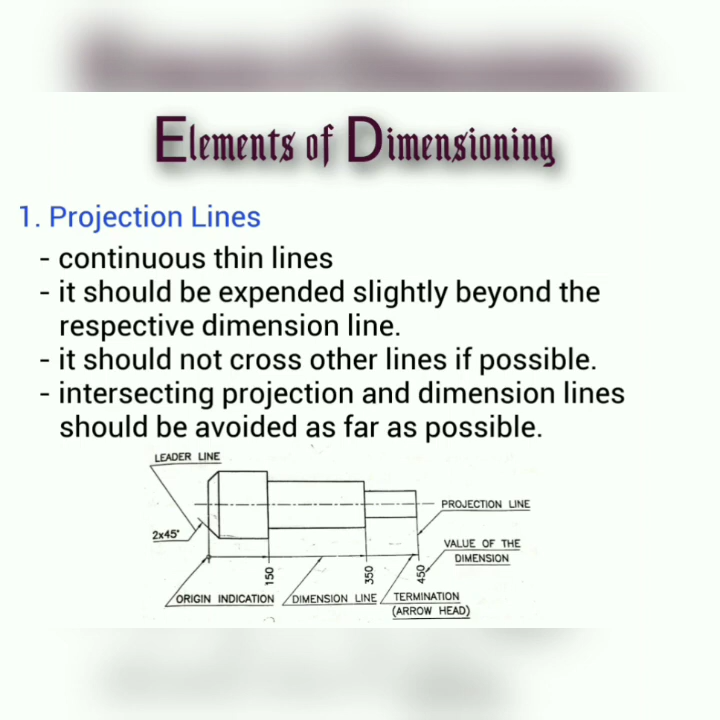 Elements of Dimensioning
1. Projection Lines
- continuous thin lines
- it should be expended slightly beyond the
respective dimension line.
- it should not cross other lines if possible.
- intersecting projection and dimension lines
should be avoided as far as possible.
LEADER LINE
PROJECTION LINE
2x45°
VALUE OF THE
DIMENSION
150
350
450
ORIGIN INDICATION
DIMENSION LINE
TERMINATION
(ARROW HEAD)